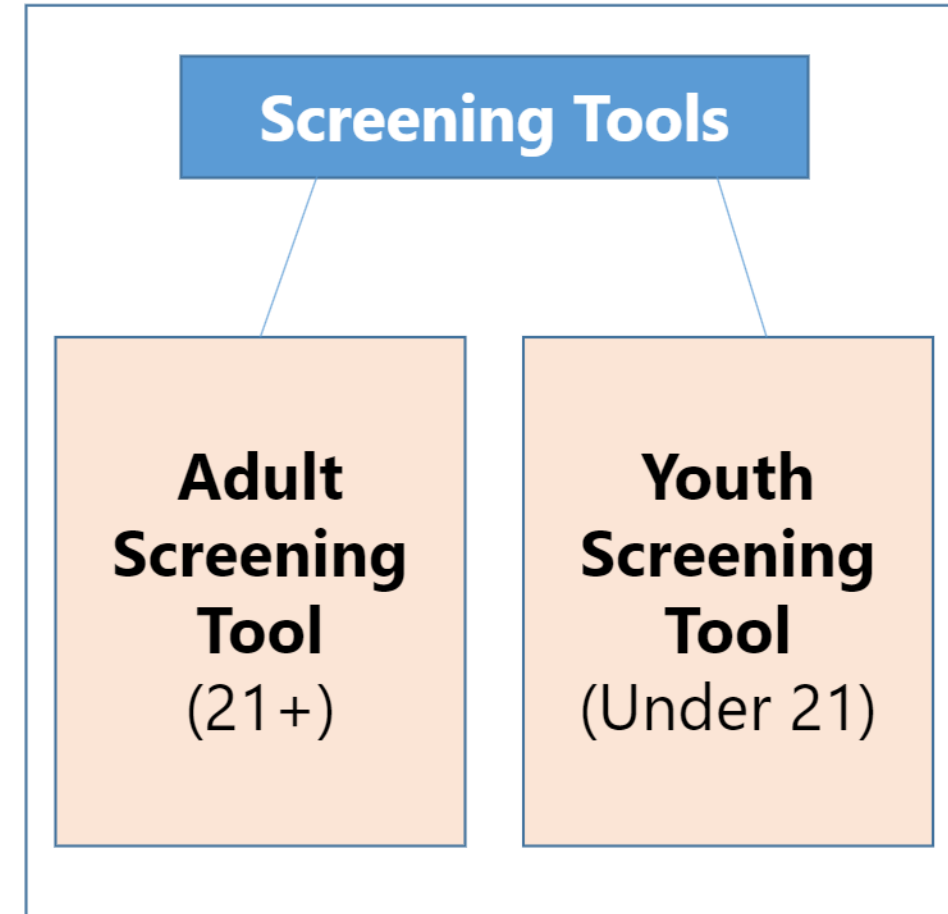 Screening Tools
Adult
Screening
Tool
(21+)
Youth
Screening
Tool
(Under 21)